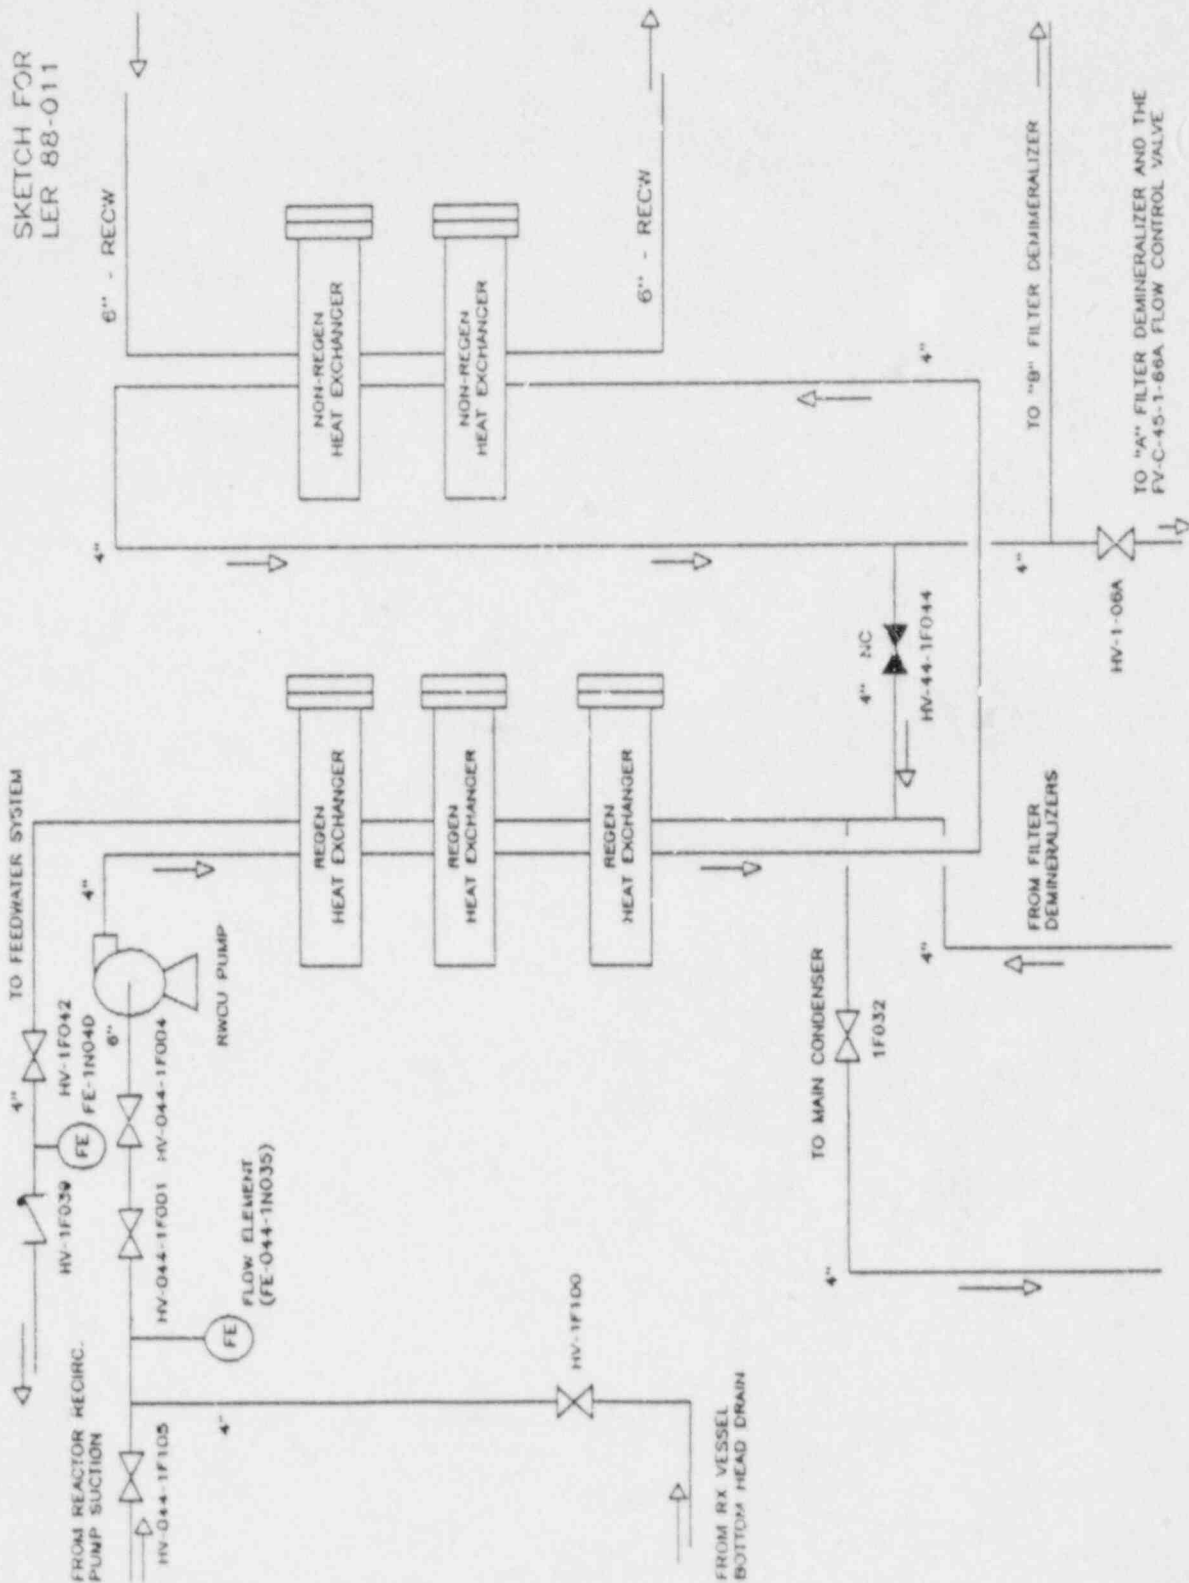 SKETCH FOR
LER 88-011
TO FEEDWATER SYSTEM
4"
HV-1F042
FE-1N040
FE
HV-1F039
FROM REACTOR RECIRC.
PUMP SUCTION
HV-044-1F105
HV-044-1F001
HV-044-1F004
6"
4"
RWCU PUMP
FE
FLOW ELEMENT
(FE-044-1N035)
4"
HV-1F100
FROM RX VESSEL
BOTTOM HEAD DRAIN
REGEN
HEAT EXCHANGER
REGEN
HEAT EXCHANGER
REGEN
HEAT EXCHANGER
4"
6" - RECW
NON-REGEN
HEAT EXCHANGER
NON-REGEN
HEAT EXCHANGER
6" - RECW
4"
4" NC
HV-44-1F044
TO MAIN CONDENSER
1F032
4"
4"
FROM FILTER
DEMINERALIZERS
4"
TO "B" FILTER DEMIMERALIZER
HV-1-06A
TO "A" FILTER DEMINERALIZER AND THE
FV-C-45-1-66A FLOW CONTROL VALVE